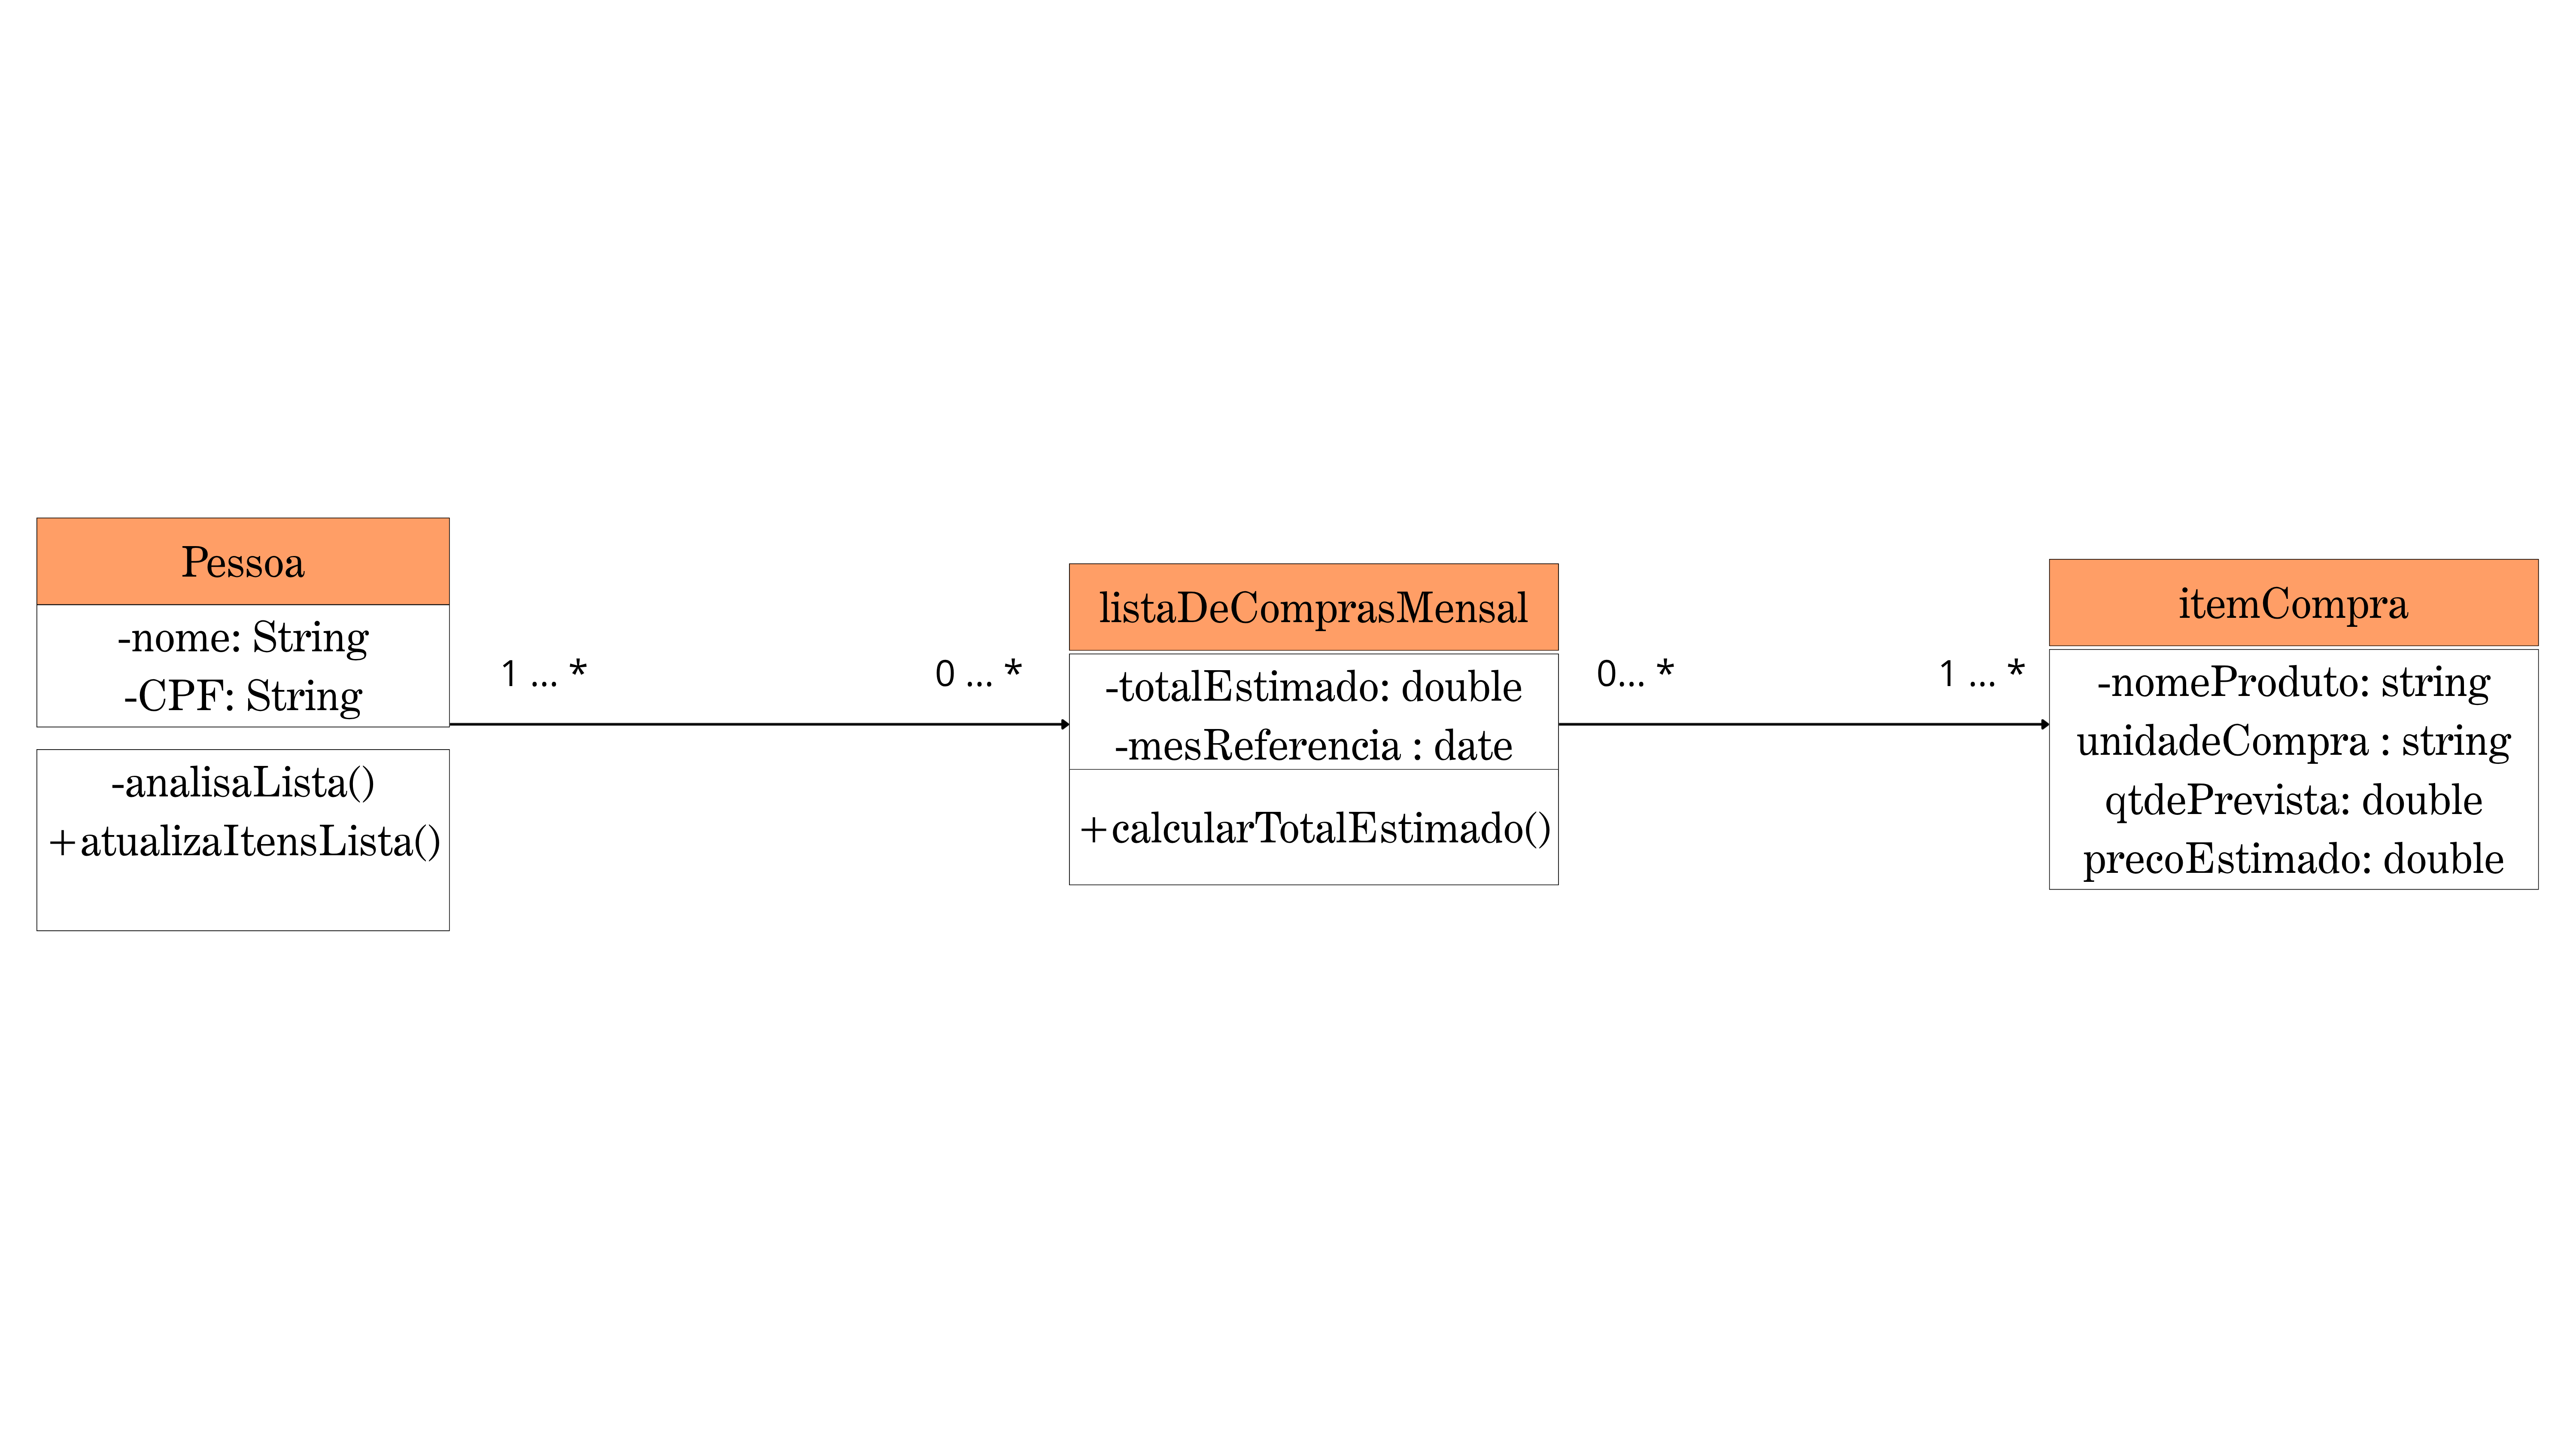 Pessoa
-nome: String
-CPF: String
-analisaLista()
+atualizaItensLista()
1 ... *
0 ... *
listaDeComprasMensal
-totalEstimado: double
-mesReferencia : date
+calcularTotalEstimado()
0... *
1 ... *
itemCompra
-nomeProduto: string
unidadeCompra : string
qtdePrevista: double
precoEstimado: double